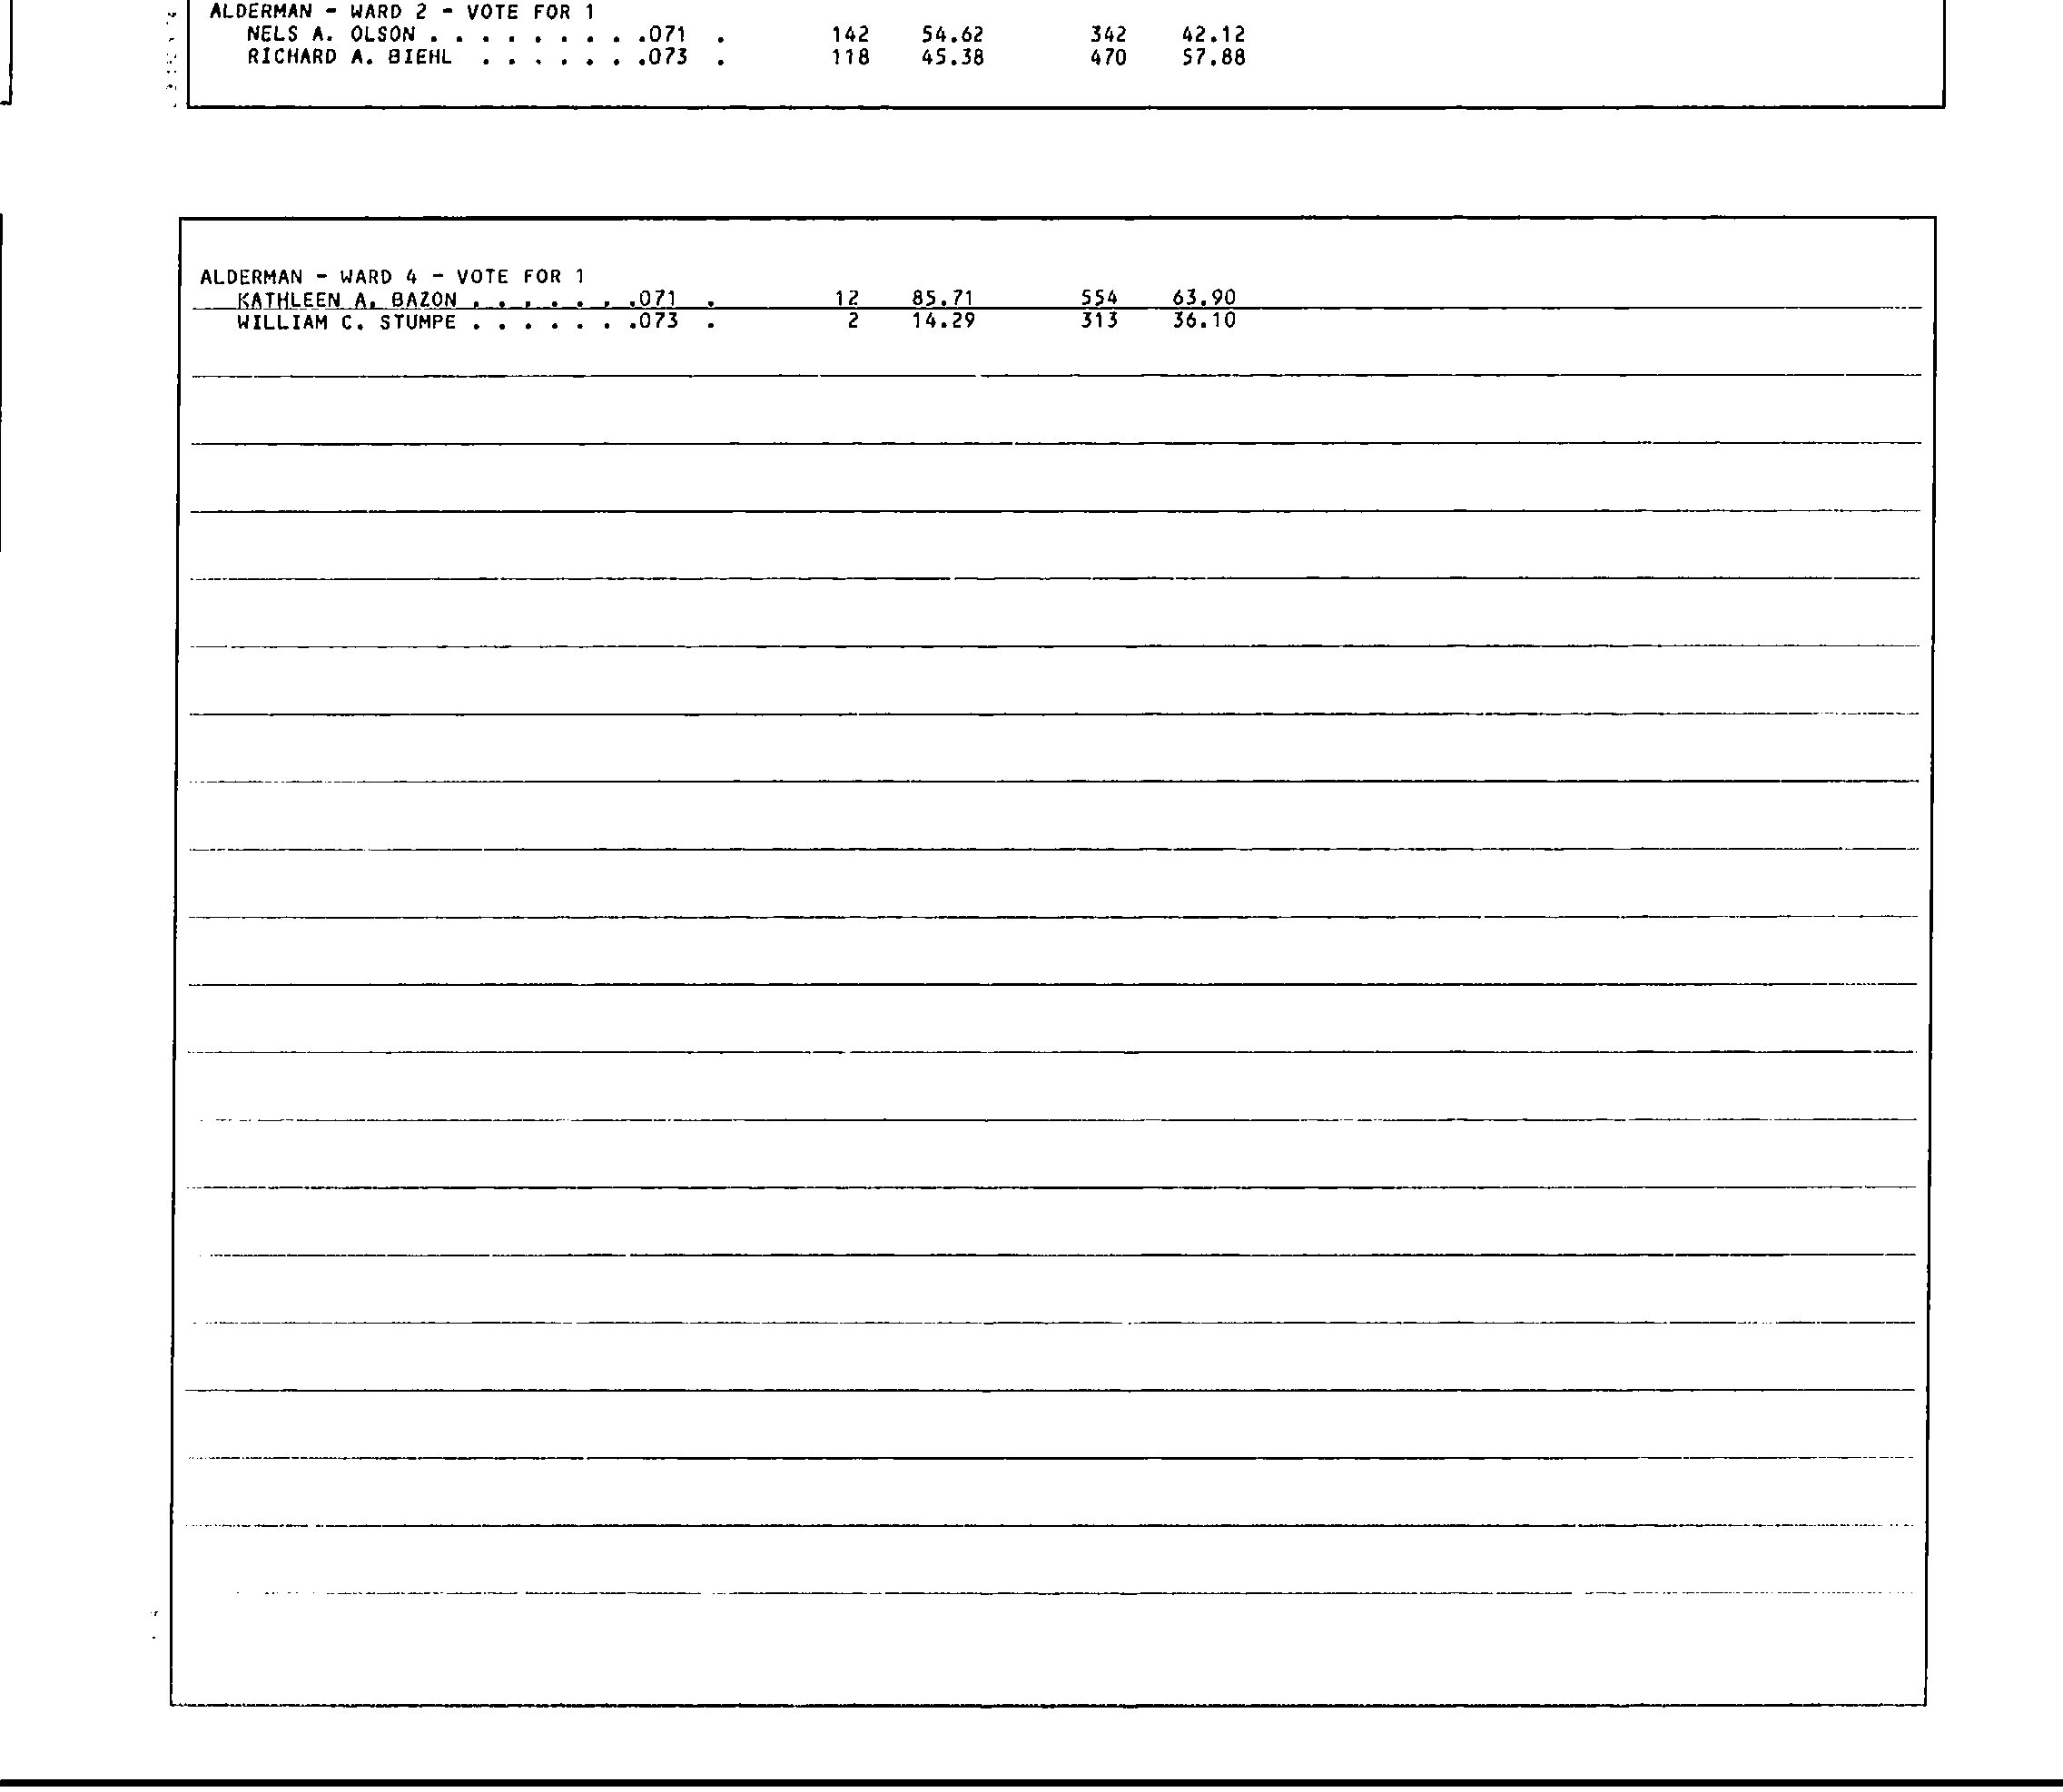 ALDERMAN - WARD 2 - VOTE FOR 1
NELS A. OLSON . . . . . . . . .071 . 142 54.62 342 42.12
RICHARD A. BIEHL . . . . . . .073 . 118 45.38 470 57.88
ALDERMAN - WARD 4 - VOTE FOR 1
KATHLEEN A. BAZON . . . . . . .071 . 12 85.71 554 63.90
WILLIAM C. STUMPE . . . . . . .073 . 2 14.29 313 36.10